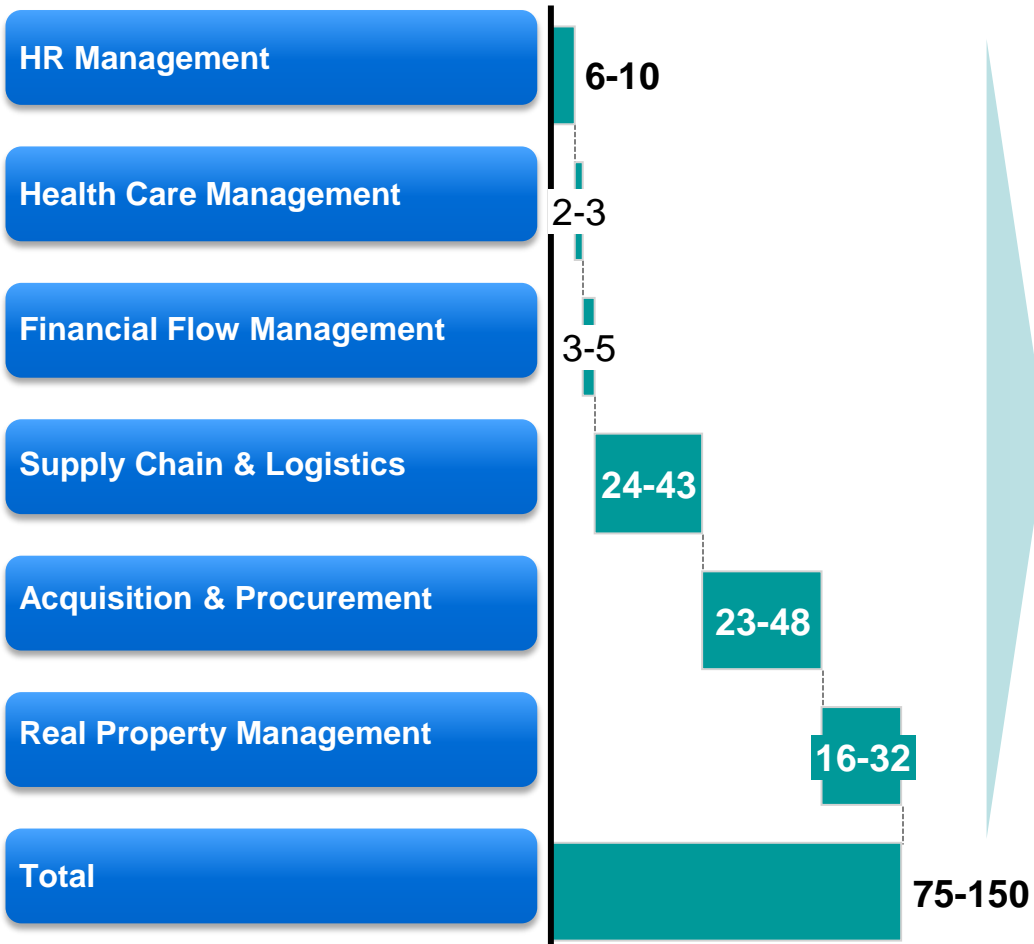 HR Management
6-10
Health Care Management
2-3
Financial Flow Management
3-5
Supply Chain & Logistics
24-43
Acquisition & Procurement
23-48
Real Property Management
16-32
Total
75-150